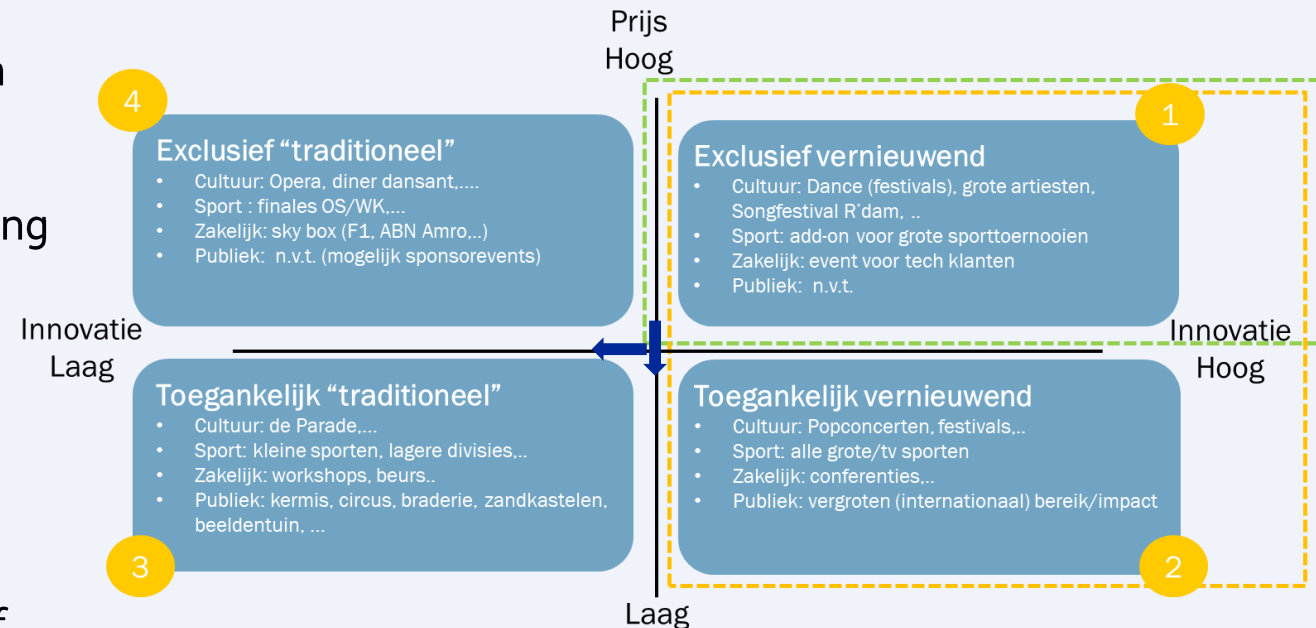 Prijs
Hoog
4
Exclusief “traditioneel”
• Cultuur: Opera, diner dansant,....
• Sport : finales OS/WK,...
• Zakelijk: sky box (F1, ABN Amro,..)
• Publiek: n.v.t. (mogelijk sponsorevents)
1
Exclusief vernieuwend
• Cultuur: Dance (festivals), grote artiesten,
Songfestival R’dam, ..
• Sport: add-on voor grote sporttoernooien
• Zakelijk: event voor tech klanten
• Publiek: n.v.t.
ng
Innovatie
Laag
Innovatie
Hoog
Toegankelijk “traditioneel”
• Cultuur: de Parade,...
• Sport: kleine sporten, lagere divisies,..
• Zakelijk: workshops, beurs..
• Publiek: kermis, circus, braderie, zandkastelen,
beeldentuin, ...
3
Toegankelijk vernieuwend
• Cultuur: Popconcerten, festivals,..
• Sport: alle grote/tv sporten
• Zakelijk: conferenties,..
• Publiek: vergroten (internationaal) bereik/impact
2
Laag